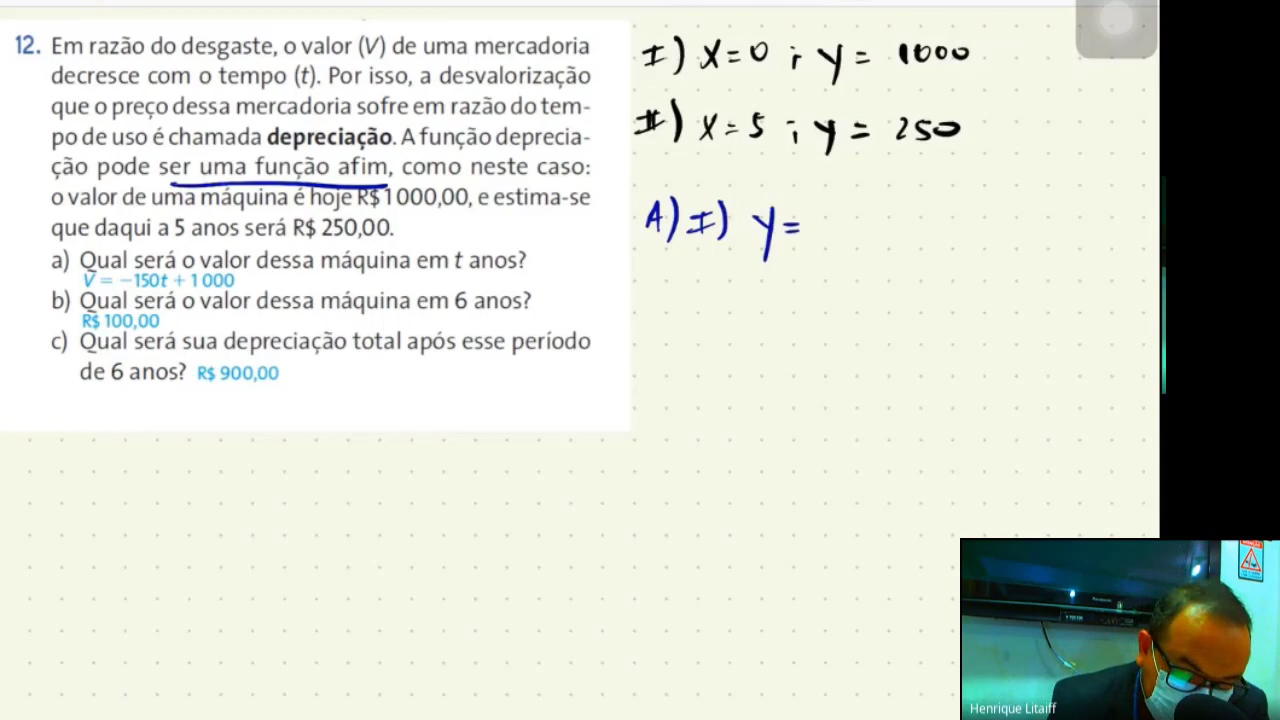 12. Em razão do desgaste, o valor (V) de uma mercadoria
decresce com o tempo (t). Por isso, a desvalorização
que o preço dessa mercadoria sofre em razão do tem-
po de uso é chamada depreciação. A função deprecia-
ção pode ser uma função afim, como neste caso:
o valor de uma máquina é hoje R$ 1 000,00, e estima-se
que daqui a 5 anos será R$ 250,00.
a) Qual será o valor dessa máquina em t anos?
V = −150t + 1 000
b) Qual será o valor dessa máquina em 6 anos?
R$ 100,00
c) Qual será sua depreciação total após esse período
de 6 anos? R$ 900,00
I) X=0 ; y = 1000
II) X=5 ; y = 250
A) I) y=
Henrique Litaiff